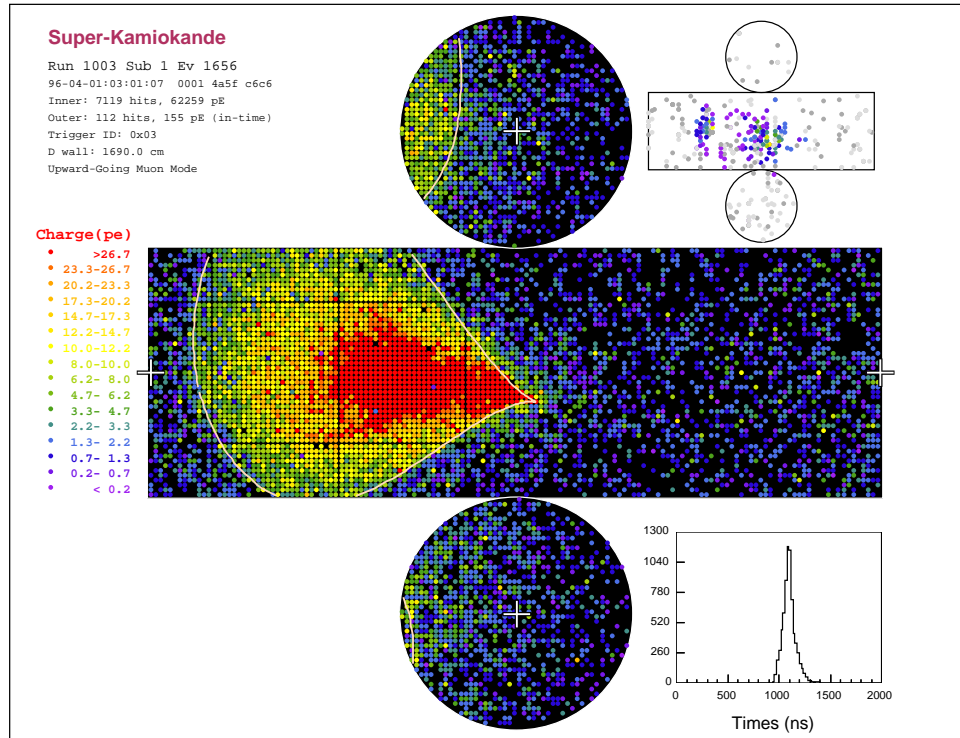 Super-Kamiokande
Run 1003 Sub 1 Ev 1656
96-04-01:03:01:07 0001 4a5f c6c6
Inner: 7119 hits, 62259 pE
Outer: 112 hits, 155 pE (in-time)
Trigger ID: 0x03
D wall: 1690.0 cm
Upward-Going Muon Mode
Charge(pe)
>26.7
23.3-26.7
20.2-23.3
17.3-20.2
14.7-17.3
12.2-14.7
10.0-12.2
8.0-10.0
6.2- 8.0
4.7- 6.2
3.3- 4.7
2.2- 3.3
1.3- 2.2
0.7- 1.3
0.2- 0.7
< 0.2
1300
1040
780
520
260
0
0 500 1000 1500 2000
Times (ns)